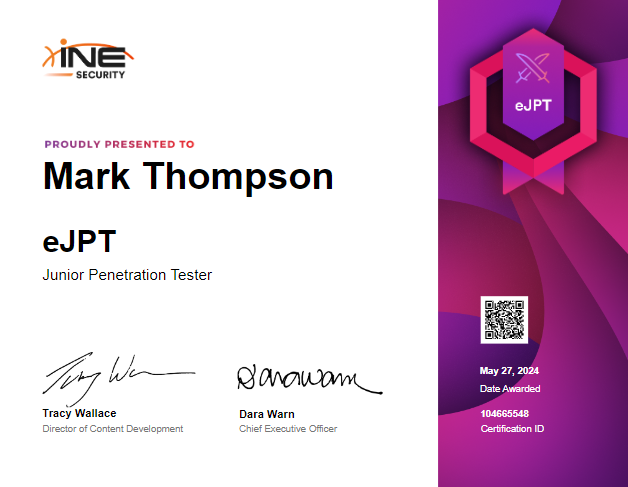 INE
SECURITY
PROUDLY PRESENTED TO
Mark Thompson
eJPT
Junior Penetration Tester
Tracy Wallace
Director of Content Development
Dara Warn
Chief Executive Officer
eJPT
May 27, 2024
Date Awarded
104665548
Certification ID